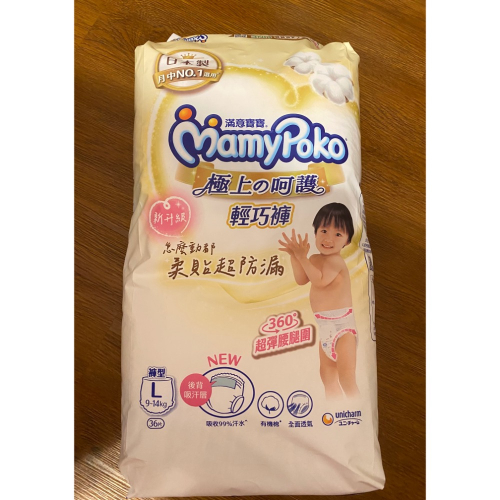 日本製
月中NO.1選用
滿意寶寶®
MamyPoko
極上の呵護
輕巧褲
新升級
怎麼動都
柔貼超防漏
360°
超彈腰腿圍
NEW
後背
吸汗層
吸收99%汗水*
有機棉*
全面透氣
褲型
L
9-14kg
36片
unicharm
ユニ・チャーム